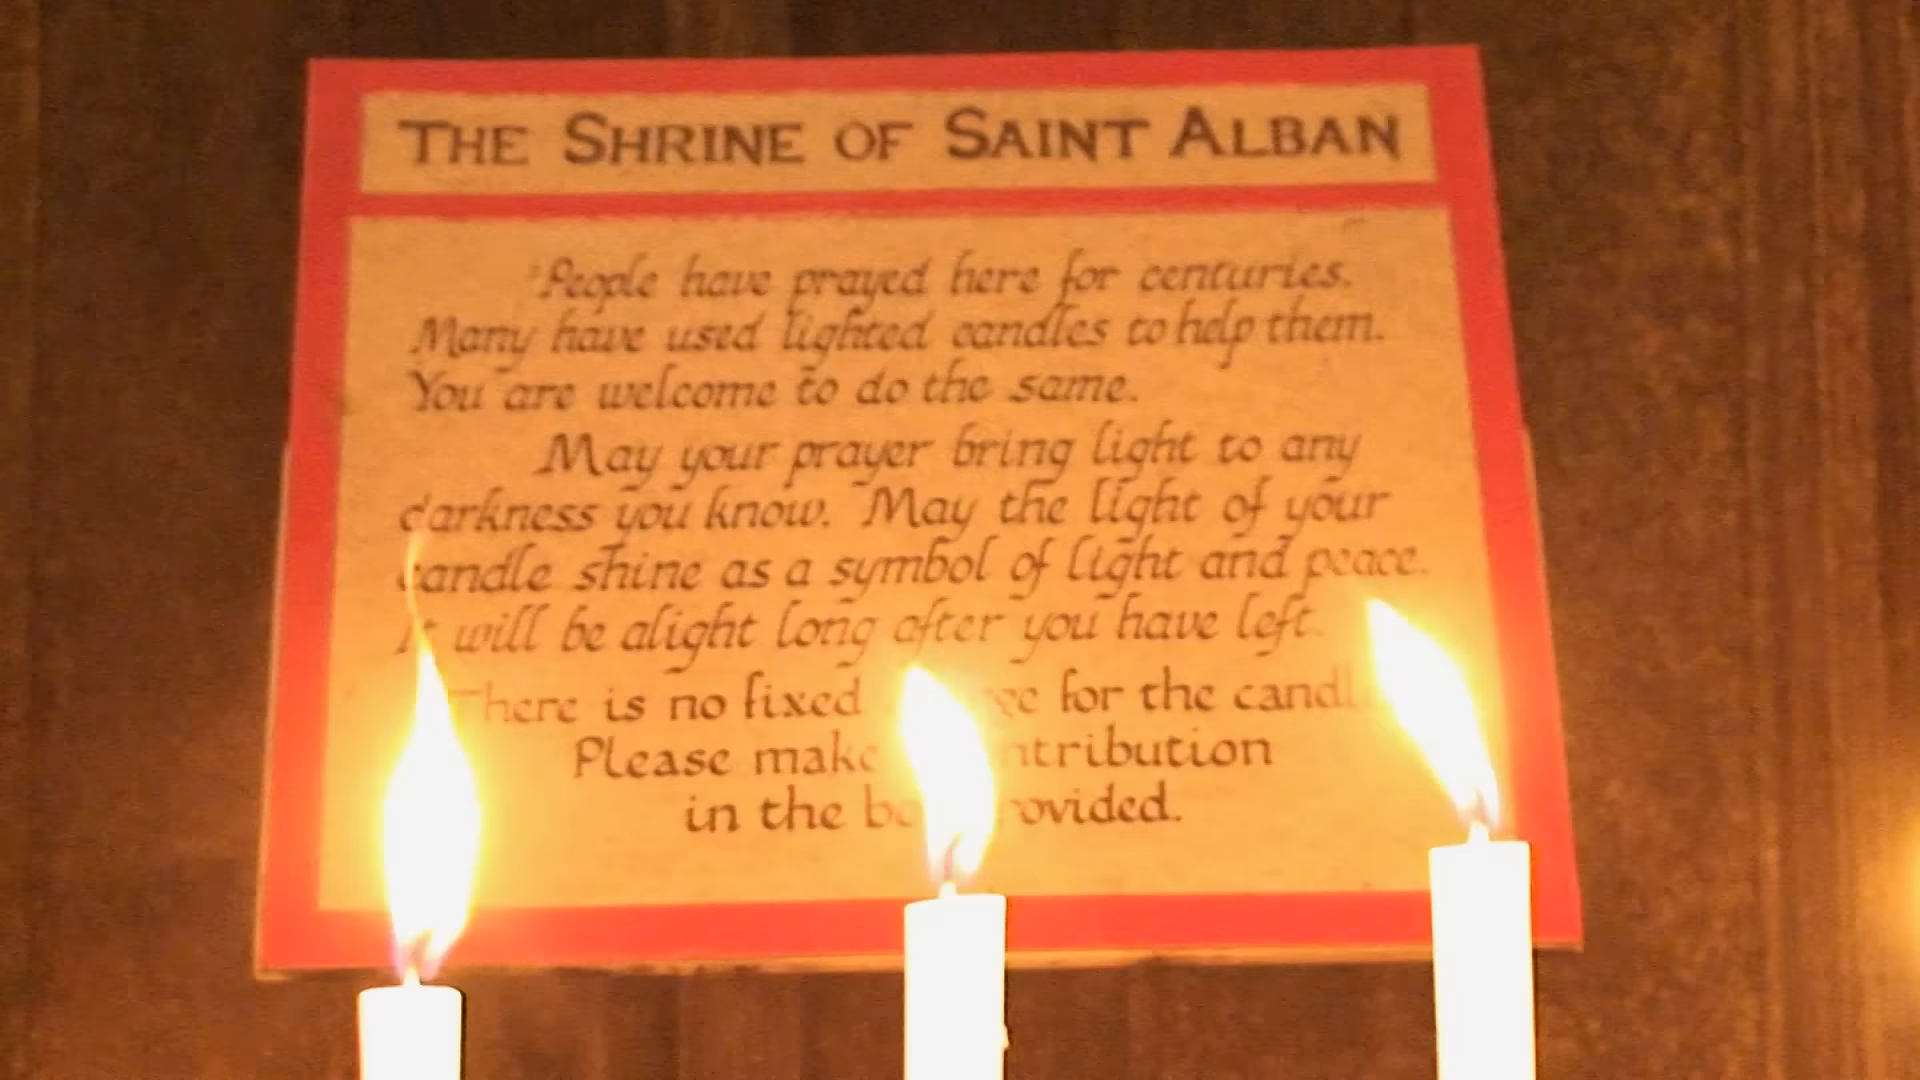 THE SHRINE OF SAINT ALBAN
People have prayed here for centuries.
Many have used lighted candles to help them.
You are welcome to do the same.
May your prayer bring light to any
darkness you know. May the light of your
candle shine as a symbol of light and peace.
It will be alight long after you have left.
There is no fixed for the
Please make
in the